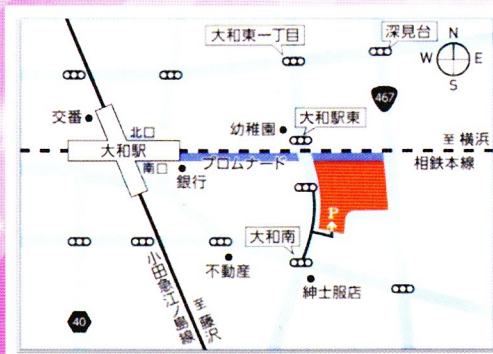 大和東一丁目
深見台
N
W E
S
467
交番
北口
幼稚園
大和駅東
至 横浜
大和駅
プロムナード
相鉄本線
南口
銀行
P
大和南
不動産
紳士服店
小田急江ノ島線
至 藤沢
40